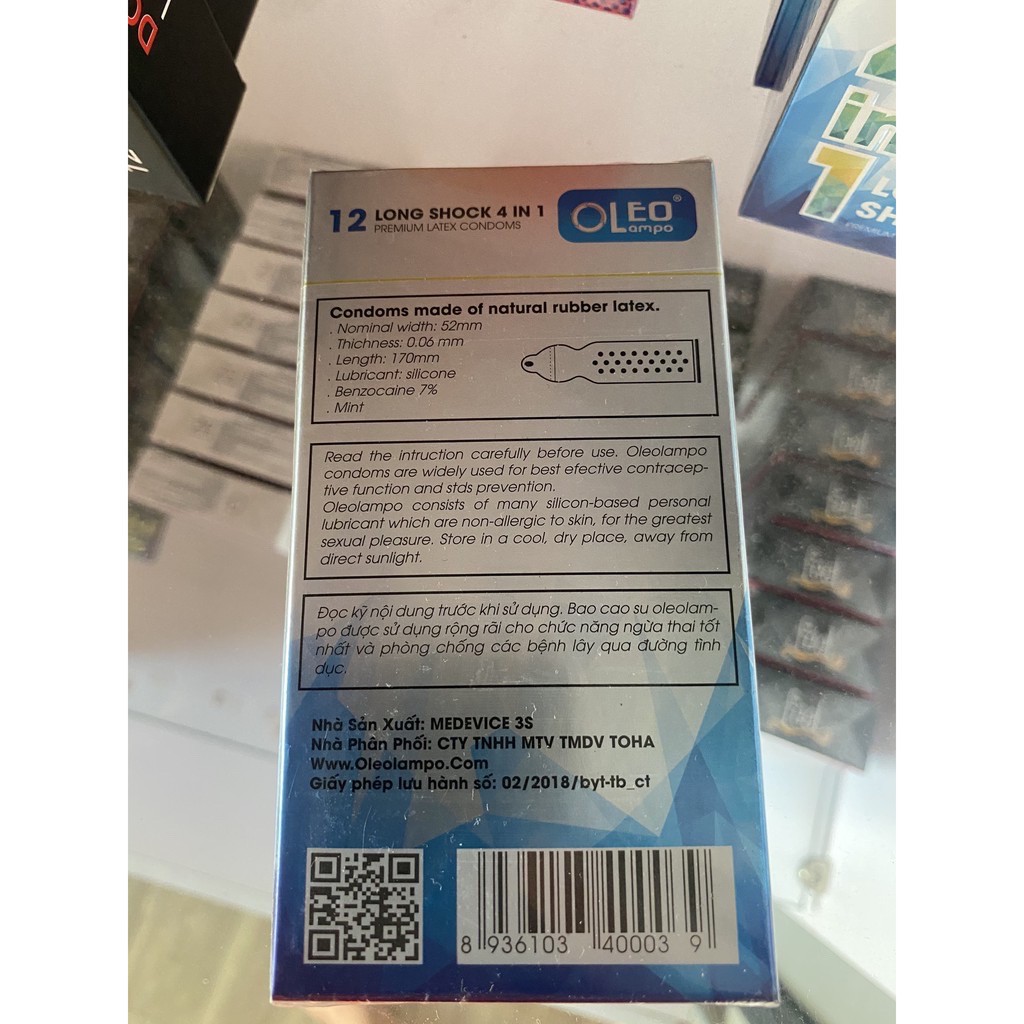 12 LONG SHOCK 4 IN 1
PREMIUM LATEX CONDOMS
OLEO®
Lampo
Condoms made of natural rubber latex.
. Nominal width: 52mm
. Thichness: 0.06 mm
. Length: 170mm
. Lubricant: silicone
. Benzocaine 7%
. Mint
Read the intruction carefully before use. Oleolampo
condoms are widely used for best efective contracep-
tive function and stds prevention.
Oleolampo consists of many silicon-based personal
lubricant which are non-allergic to skin, for the greatest
sexual pleasure. Store in a cool, dry place, away from
direct sunlight.
Đọc kỹ nội dung trước khi sử dụng. Bao cao su oleolam-
po được sử dụng rộng rãi cho chức năng ngừa thai tốt
nhất và phòng chống các bệnh lây qua đường tình
dục.
Nhà Sản Xuất: MEDEVICE 3S
Nhà Phân Phối: CTY TNHH MTV TMDV TOHA
Www.Oleolampo.Com
Giấy phép lưu hành số: 02/2018/byt-tb_ct
8 936103 40003 9
in
1